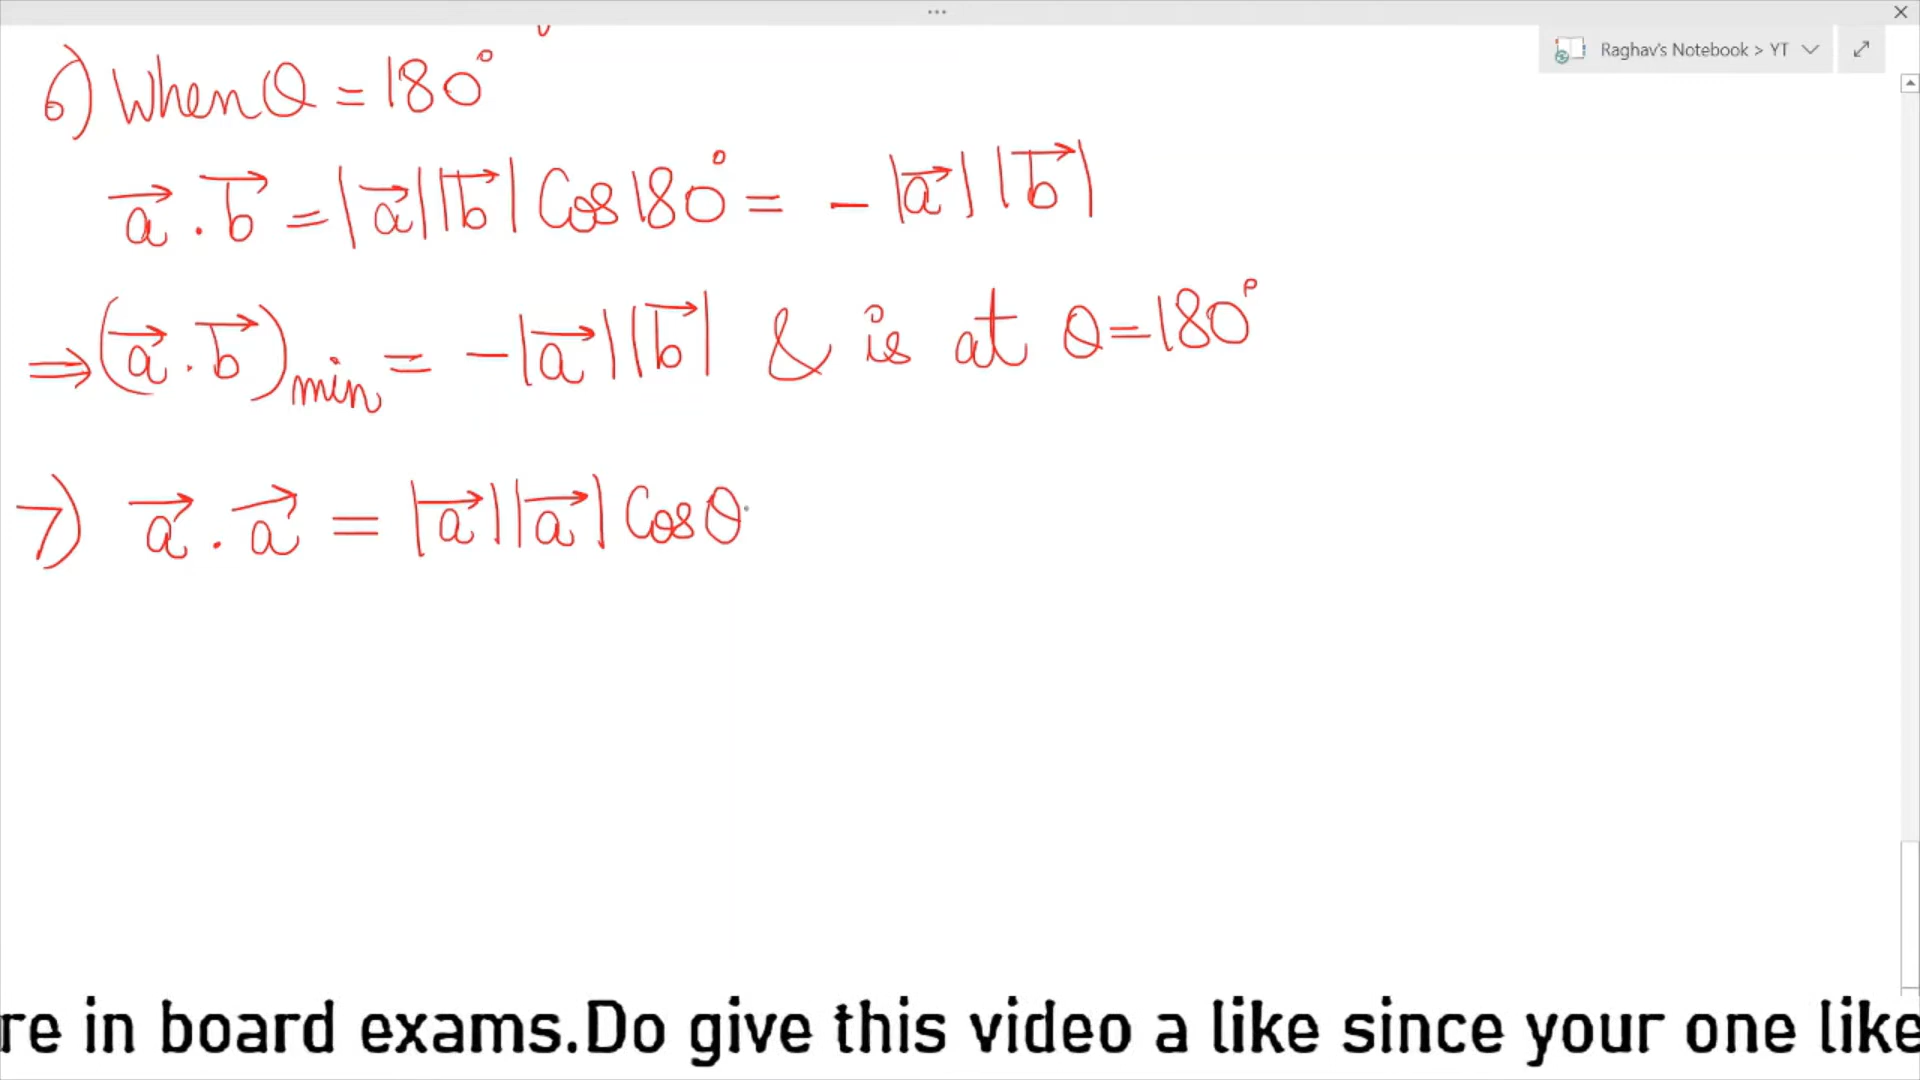 Raghav's Notebook > YT
6) When θ = 180°
a⃗ . b⃗ = |a⃗| |b⃗| Cos 180° = - |a⃗| |b⃗|
⇒ (a⃗ . b⃗)min = - |a⃗| |b⃗| & is at θ = 180°
7) a⃗ . a⃗ = |a⃗| |a⃗| Cos θ
re in board exams.Do give this video a like since your one like